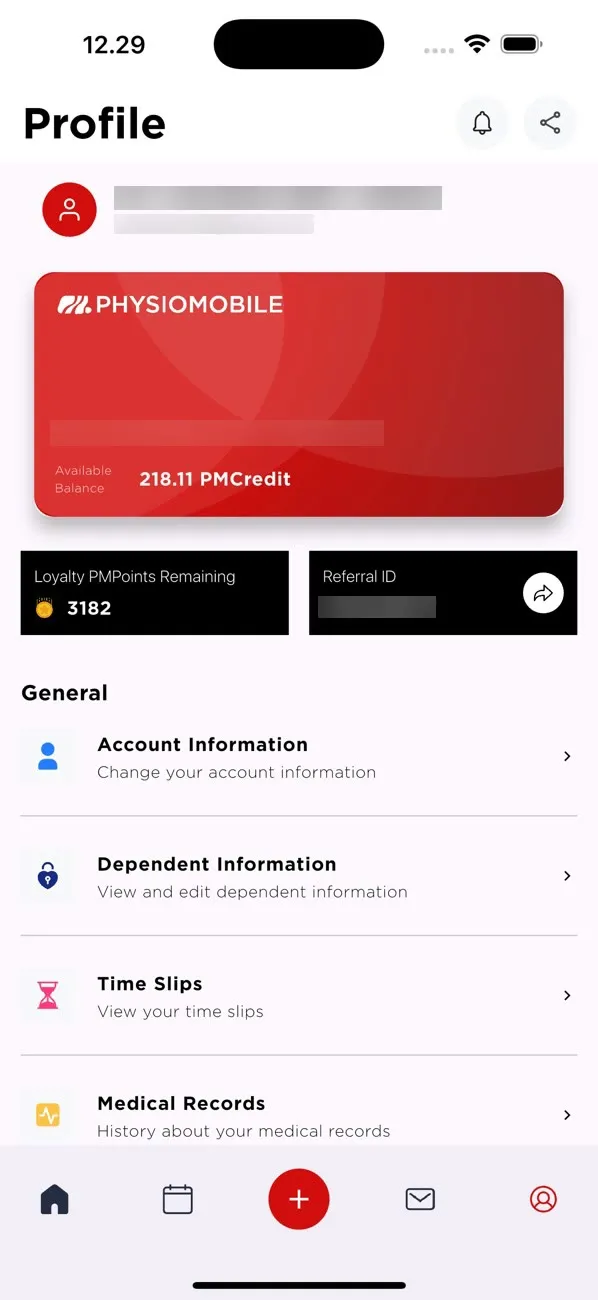 12.29
Profile
PHYSIOMOBILE
Available
Balance
218.11 PMCredit
Loyalty PMPoints Remaining
3182
Referral ID
General
Account Information
Change your account information
Dependent Information
View and edit dependent information
Time Slips
View your time slips
Medical Records
History about your medical records